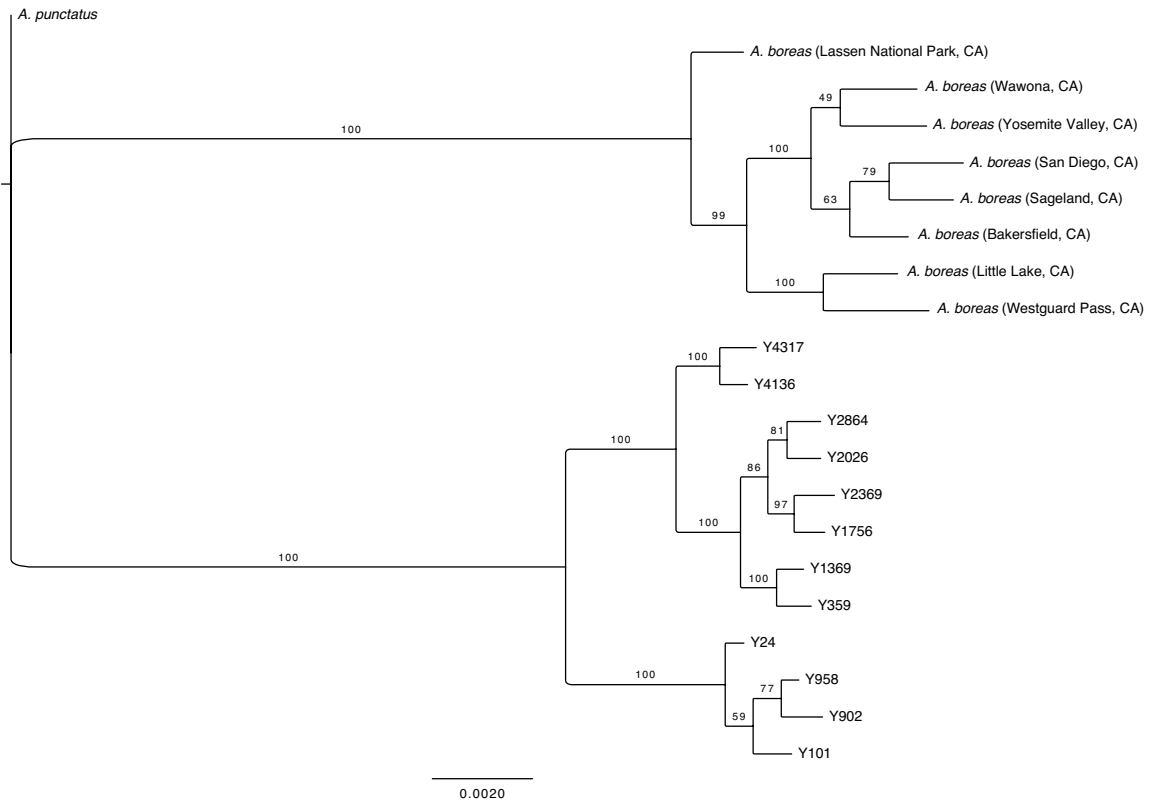 A. punctatus
A. boreas (Lassen National Park, CA)
A. boreas (Wawona, CA)
49
A. boreas (Yosemite Valley, CA)
100
100
A. boreas (San Diego, CA)
79
A. boreas (Sageland, CA)
63
99
A. boreas (Bakersfield, CA)
A. boreas (Little Lake, CA)
100
A. boreas (Westguard Pass, CA)
Y4317
100
Y4136
Y2864
81
100
Y2026
86
Y2369
97
100
Y1756
100
Y1369
100
Y359
Y24
100
Y958
77
59
Y902
Y101
0.0020